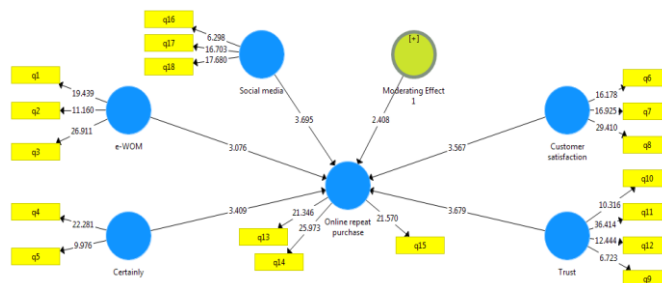 q16
q17
q18
6.298
16.703
17.680
Social media
[+]
Moderating Effect
1
q1
q2
q3
19.439
11.160
26.911
e-WOM
q6
q7
q8
16.178
16.925
29.410
Customer
satisfaction
3.695
2.408
3.076
3.567
q4
q5
22.281
9.976
Certainly
3.409
3.679
Online repeat
purchase
q13
q14
q15
21.346
25.973
21.570
q10
q11
q12
q9
10.316
36.414
12.444
6.723
Trust